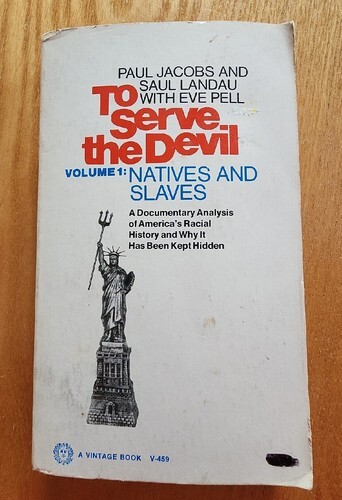 PAUL JACOBS AND
SAUL LANDAU
WITH EVE PELL
To
Serve
the Devil
VOLUME 1: NATIVES AND
SLAVES
A Documentary Analysis
of America's Racial
History and Why It
Has Been Kept Hidden
A VINTAGE BOOK V-459